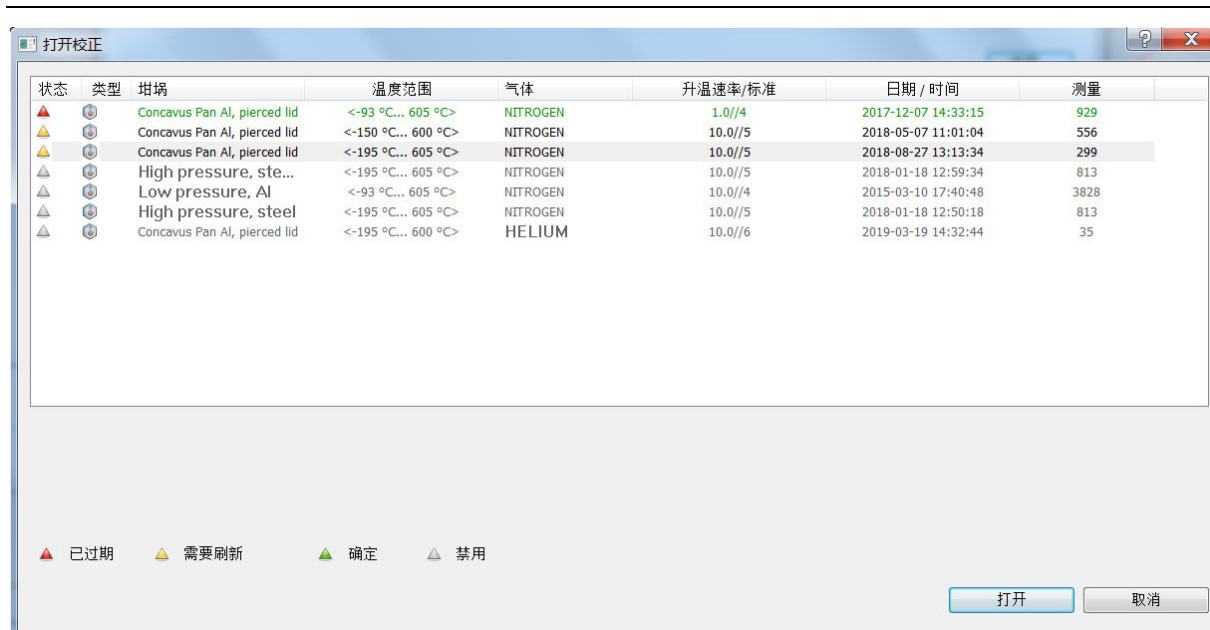 打开校正
状态 类型 坩埚 温度范围 气体 升温速率/标准 日期 / 时间 测量
Concavus Pan Al, pierced lid <-93 °C... 605 °C> NITROGEN 1.0//4 2017-12-07 14:33:15 929
Concavus Pan Al, pierced lid <-150 °C... 600 °C> NITROGEN 10.0//5 2018-05-07 11:01:04 556
Concavus Pan Al, pierced lid <-195 °C... 605 °C> NITROGEN 10.0//5 2018-08-27 13:13:34 299
High pressure, ste... <-195 °C... 605 °C> NITROGEN 10.0//5 2018-01-18 12:59:34 813
Low pressure, Al <-93 °C... 605 °C> NITROGEN 10.0//4 2015-03-10 17:40:48 3828
High pressure, steel <-195 °C... 605 °C> NITROGEN 10.0//5 2018-01-18 12:50:18 813
Concavus Pan Al, pierced lid <-195 °C... 600 °C> HELIUM 10.0//6 2019-03-19 14:32:44 35
已过期 需要刷新 确定 禁用
打开 取消